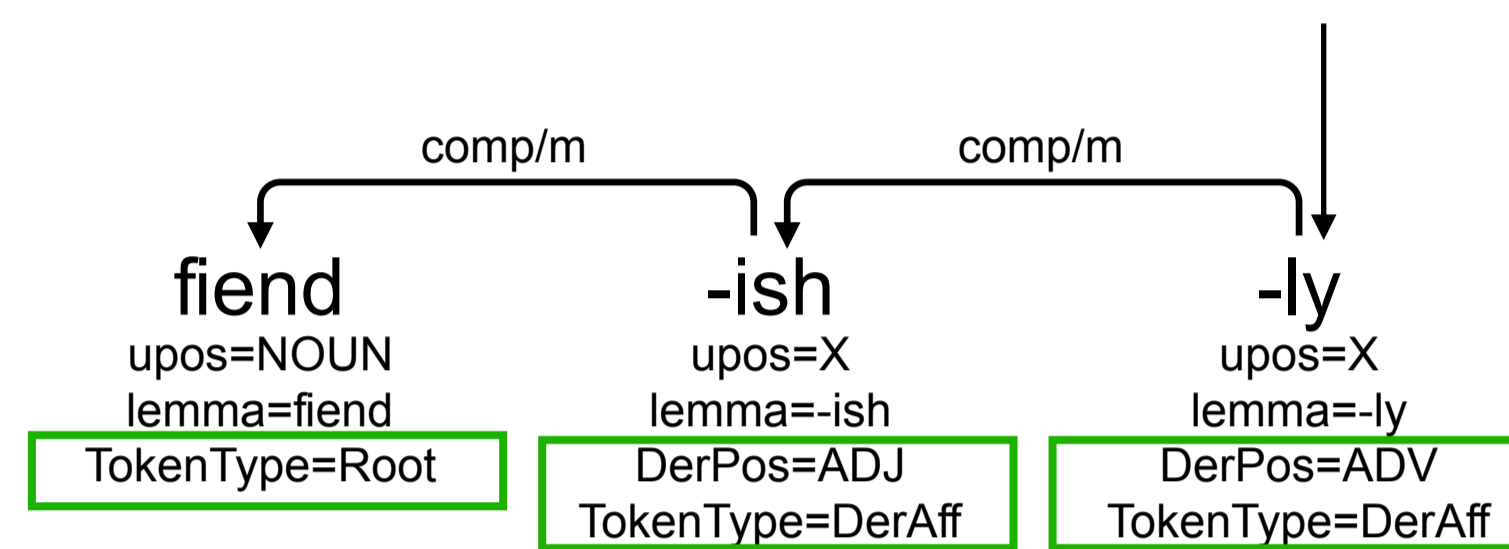 comp/m comp/m
fiend -ish -ly
upos=NOUN upos=X upos=X
lemma=fiend lemma=-ish lemma=-ly
TokenType=Root DerPos=ADJ DerPos=ADV
TokenType=DerAff TokenType=DerAff